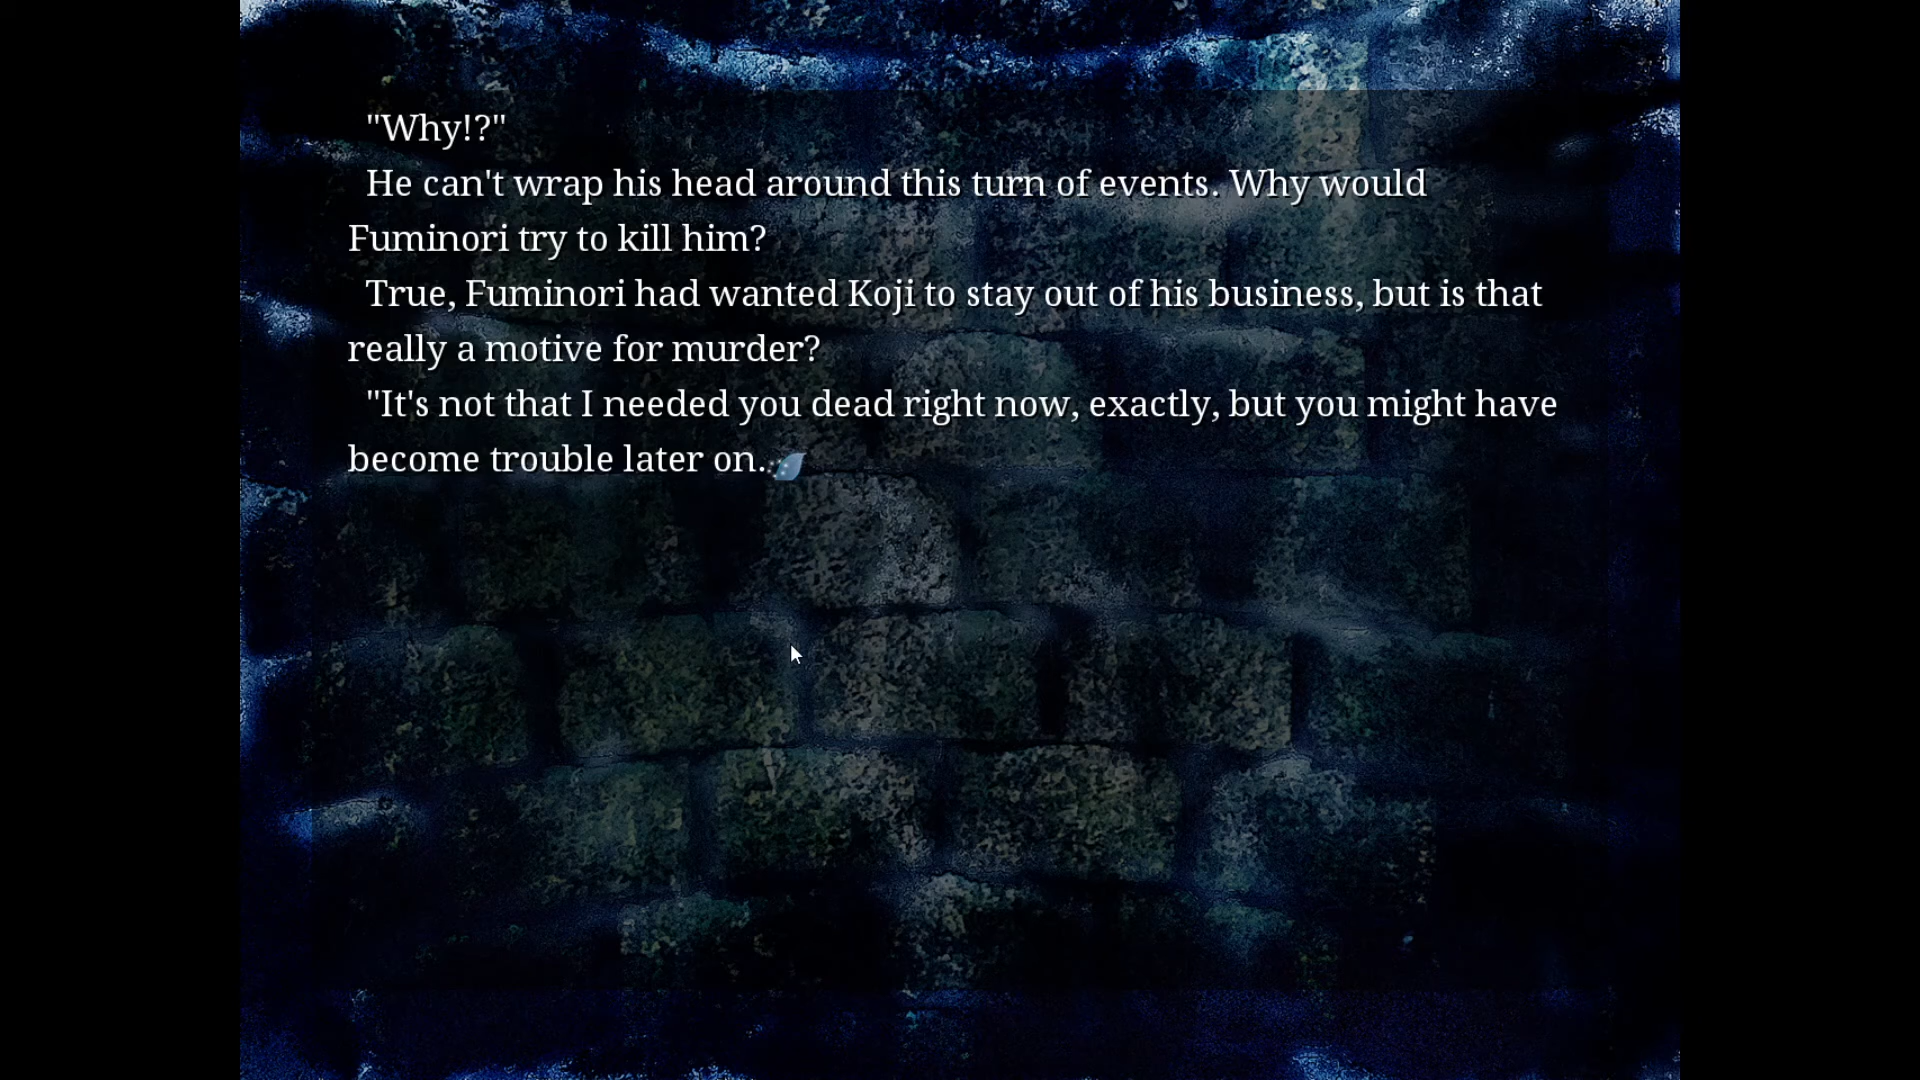 "Why!?"
He can't wrap his head around this turn of events. Why would
Fuminori try to kill him?
True, Fuminori had wanted Koji to stay out of his business, but is that
really a motive for murder?
"It's not that I needed you dead right now, exactly, but you might have
become trouble later on.